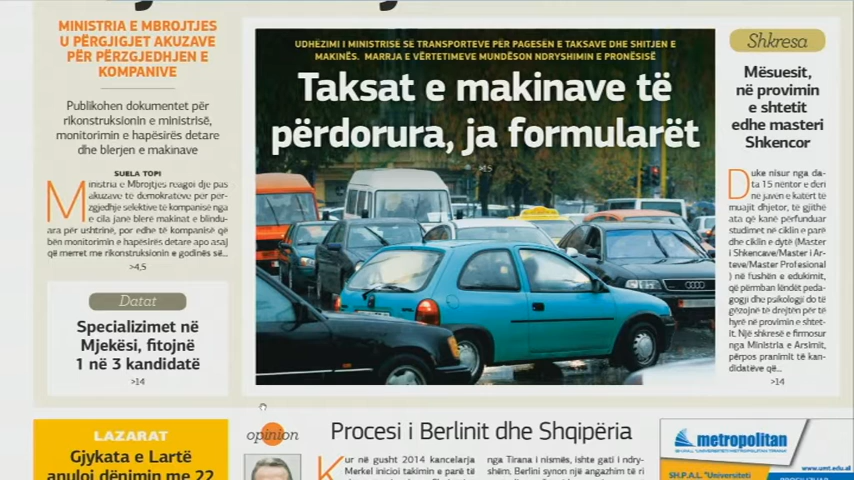 MINISTRIA E MBROJTJES
U PËRGJIGJET AKUZAVE
PËR PËRZGJEDHJEN E
KOMPANIVE
Publikohen dokumentet për
rikonstruksionin e ministrisë,
monitorimin e hapësirës detare
dhe blerjen e makinave
SUELA TOPI
Ministria e Mbrojtjes reagoi dje pas
akuzave të demokratëve për për-
zgjedhje selektive të kompanisë nga
e cila janë blerë makinat e blindu-
ara për ushtrinë, por edhe të kompanisë që
bën monitorimin e hapësirës detare apo asaj
që merret me rikonstruksionin e godinës së...
>4,5
Datat
Specializimet në
Mjekësi, fitojnë
1 në 3 kandidatë
>14
UDHËZIMI I MINISTRISË SË TRANSPORTEVE PËR PAGESËN E TAKSAVE DHE SHITJEN E
MAKINËS. MARRJA E VËRTETIMEVE MUNDËSON NDRYSHIMIN E PRONËSISË
Taksat e makinave të
përdorura, ja formularët
>15
Shkresa
Mësuesit,
në provimin
e shtetit
edhe masteri
Shkencor
Duke nisur nga da-
ta 15 nëntor e deri
në javën e katërt të
muajit dhjetor, të gjithë
ata që kanë përfunduar
studimet në ciklin e parë
dhe ciklin e dytë (Master
i Shkencave/Master i Ar-
teve/Master Profesional
) në fushën e edukimit,
që përmban lëndët peda-
gogji dhe psikologji do të
gëzojnë të drejtën për të
hyrë në provimin e shtet-
it. Një shkresë e firmosur
nga Ministria e Arsimit,
përpos pranimit të kan-
didatëve që...
>14
LAZARAT
Gjykata e Lartë
anuloi dënimin me 22
opinion
Procesi i Berlinit dhe Shqipëria
Kur në gusht 2014 kancelarja
Merkel inicioi takimin e parë të
nga Tirana i nismës, ishte gati i ndry-
shëm, Berlini synon një angazhim të ri
metropolitan
www.umt.edu.al
SH.P.A.L. "Universiteti